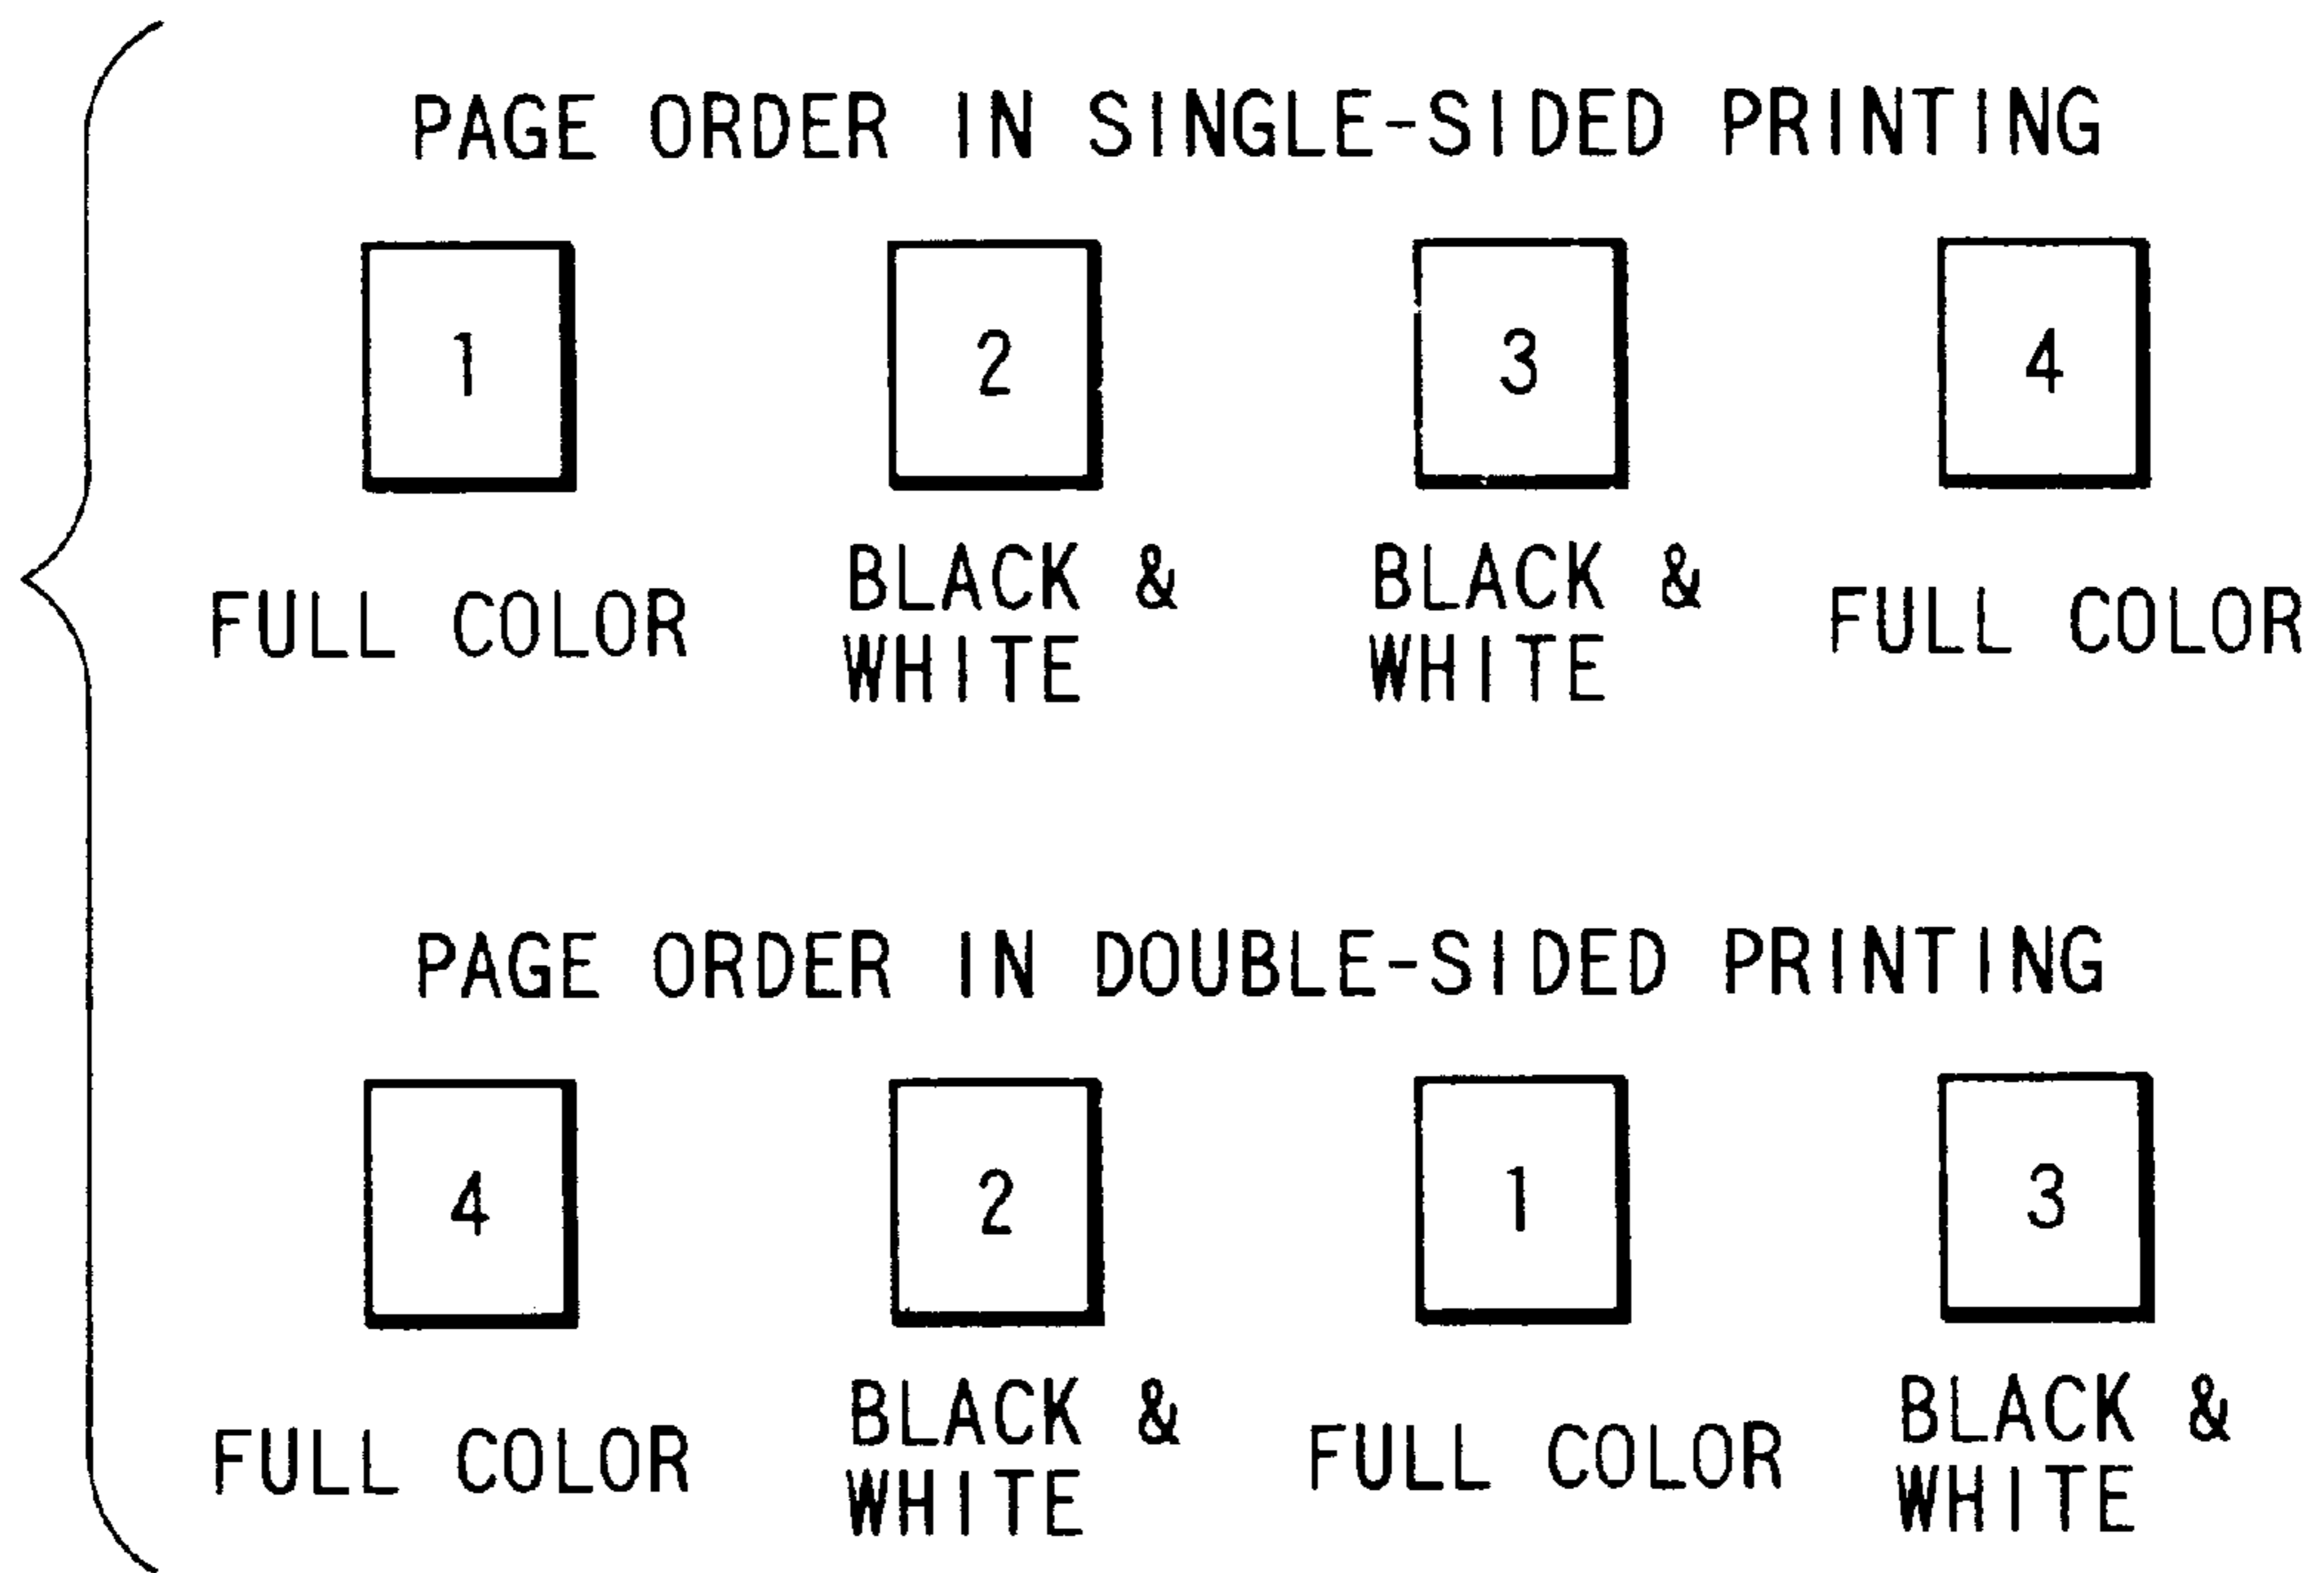 PAGE ORDER IN SINGLE-SIDED PRINTING
1 2 3 4
FULL COLOR BLACK & WHITE BLACK & WHITE FULL COLOR
PAGE ORDER IN DOUBLE-SIDED PRINTING
4 2 1 3
FULL COLOR BLACK & WHITE FULL COLOR BLACK & WHITE